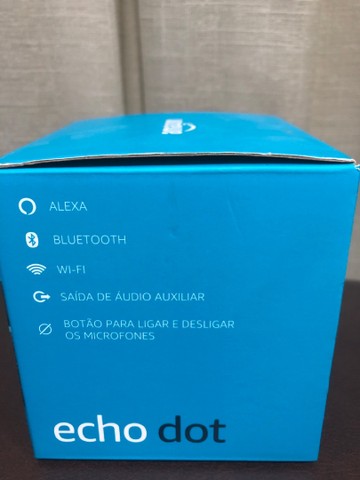 ALEXA
BLUETOOTH
WI-FI
SAÍDA DE ÁUDIO AUXILIAR
BOTÃO PARA LIGAR E DESLIGAR
OS MICROFONES
echo dot